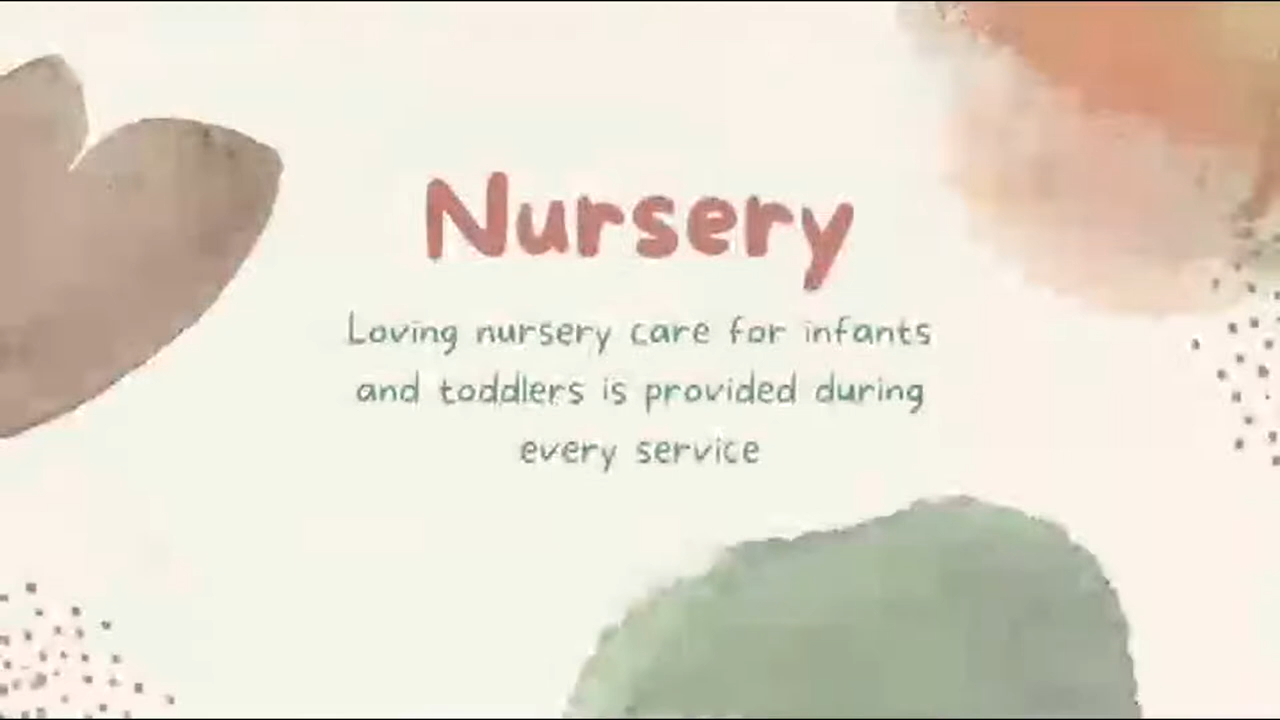 Nursery
Loving nursery care for infants
and toddlers is provided during
every service